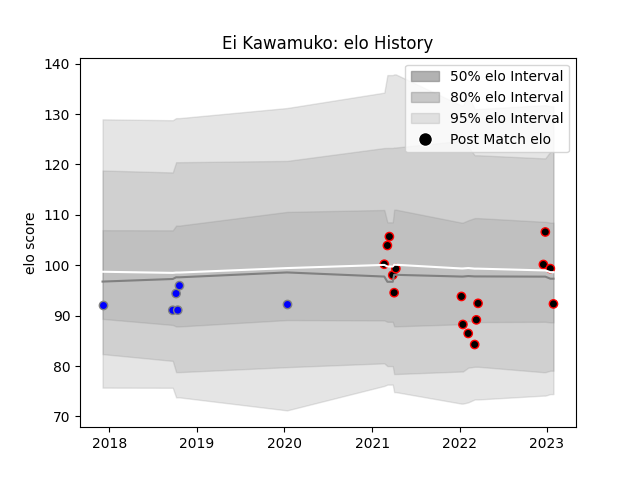 Ei Kawamuko: elo History
50% elo Interval
80% elo Interval
95% elo Interval
Post Match elo
elo score
140
130
120
110
100
90
80
70
2018 2019 2020 2021 2022 2023